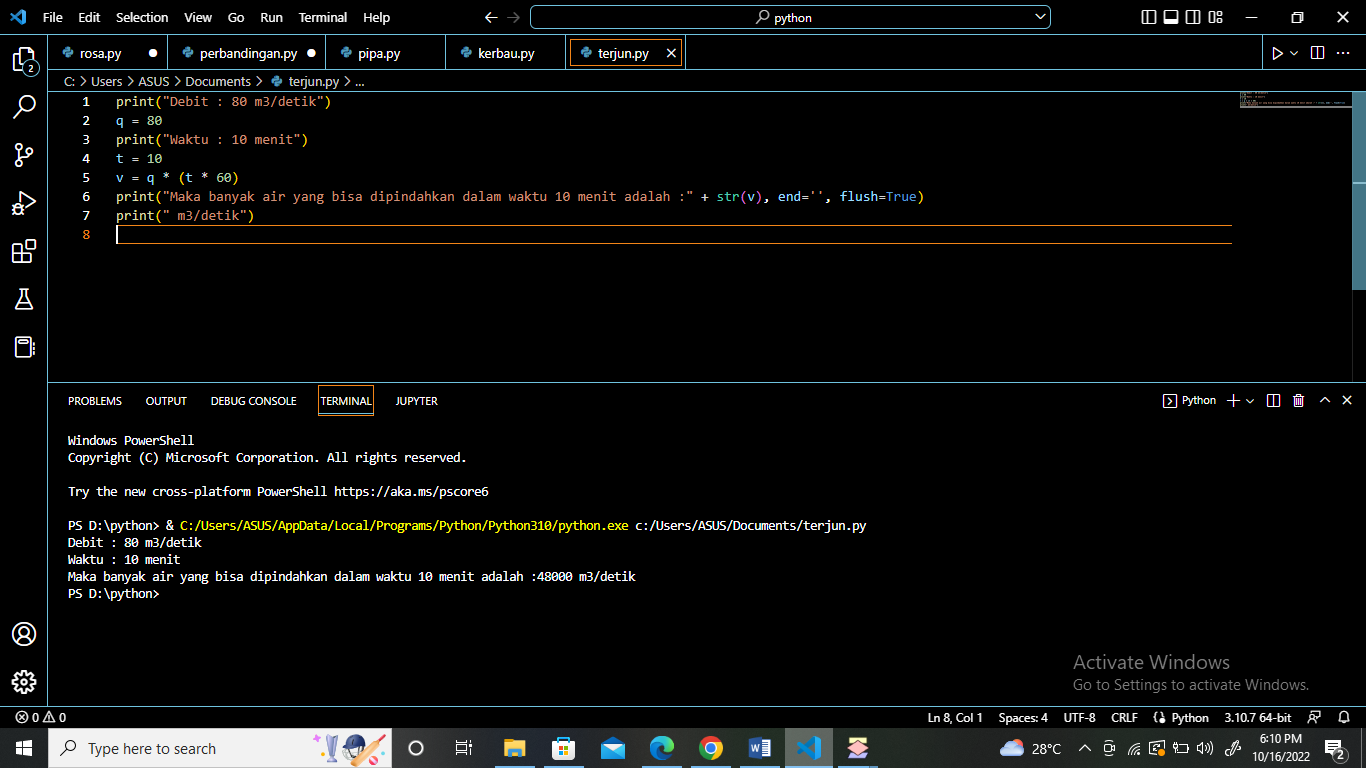 File Edit Selection View Go Run Terminal Help
python
rosa.py perbandingan.py pipa.py kerbau.py terjun.py
C: > Users > ASUS > Documents > terjun.py > ...
1 print("Debit : 80 m3/detik")
2 q = 80
3 print("Waktu : 10 menit")
4 t = 10
5 v = q * (t * 60)
6 print("Maka banyak air yang bisa dipindahkan dalam waktu 10 menit adalah :" + str(v), end='', flush=True)
7 print(" m3/detik")
8
2
PROBLEMS OUTPUT DEBUG CONSOLE TERMINAL JUPYTER
Python
Windows PowerShell
Copyright (C) Microsoft Corporation. All rights reserved.
Try the new cross-platform PowerShell https://aka.ms/pscore6
PS D:\python> & C:/Users/ASUS/AppData/Local/Programs/Python/Python310/python.exe c:/Users/ASUS/Documents/terjun.py
Debit : 80 m3/detik
Waktu : 10 menit
Maka banyak air yang bisa dipindahkan dalam waktu 10 menit adalah :48000 m3/detik
PS D:\python>
Activate Windows
Go to Settings to activate Windows.
0 0
Ln 8, Col 1 Spaces: 4 UTF-8 CRLF Python 3.10.7 64-bit
Type here to search
28°C
6:10 PM
10/16/2022
2